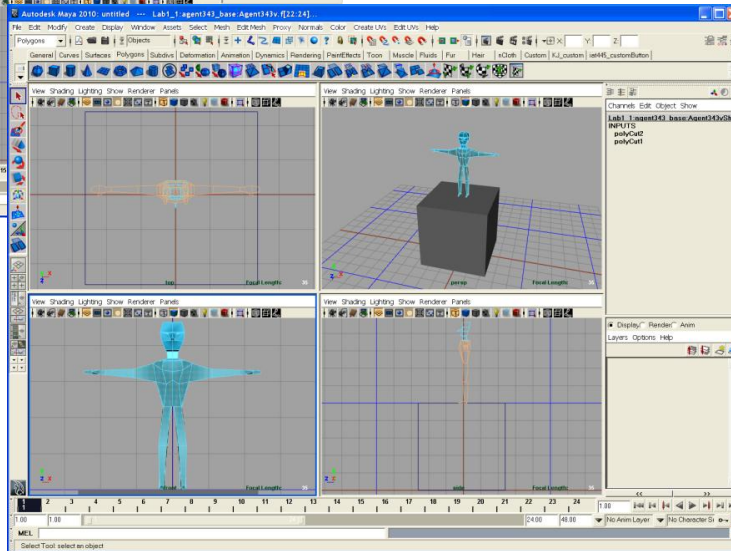 Autodesk Maya 2010: untitled --- Lab1_1:agent343_base:Agent343v.f[22:24]...
File Edit Modify Create Display Window Assets Select Mesh Edit Mesh Proxy Normals Color Create UVs Edit UVs Help
Polygons Objects X: Y: Z:
General Curves Surfaces Polygons Subdivs Deformation Animation Dynamics Rendering PaintEffects Toon Muscle Fluids Fur Hair nCloth Custom KJ_custom
View Shading Lighting Show Renderer Panels
View Shading Lighting Show Renderer Panels
Channels Edit Object Show
Lab1_1:agent343_base:Agent343vSh
INPUTS
polyCut2
polyCut1
top Focal Length: 35
persp Focal Length: 35
View Shading Lighting Show Renderer Panels
View Shading Lighting Show Renderer Panels
Display Render Anim
Layers Options Help
front Focal Length:
side Focal Length: 35
1 2 3 4 5 6 7 8 9 10 11 12 13 14 15 16 17 18 19 20 21 22 23 24 1.00
1.00 1.00 24.00 48.00 No Anim Layer No Character S
MEL
Select Tool: select an object